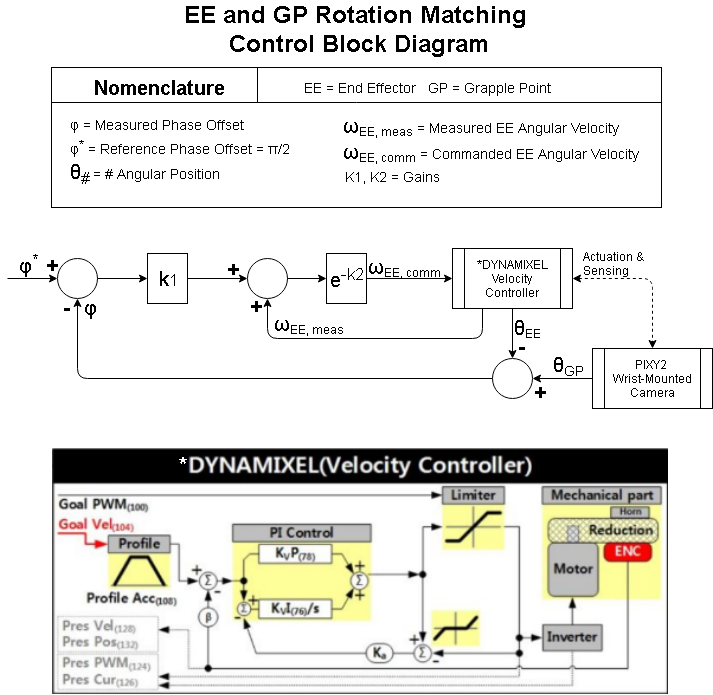 EE and GP Rotation Matching
Control Block Diagram
Nomenclature
EE = End Effector GP = Grapple Point
φ = Measured Phase Offset
ωEE, meas = Measured EE Angular Velocity
φ* = Reference Phase Offset = π/2
ωEE, comm = Commanded EE Angular Velocity
θ# = # Angular Position
K1, K2 = Gains
φ*
+
-
φ
k1
+
+
e-k2
ωEE, comm
ωEE, meas
*DYNAMIXEL
Velocity
Controller
Actuation &
Sensing
θEE
-
θGP
+
PIXY2
Wrist-Mounted
Camera
*DYNAMIXEL(Velocity Controller)
Goal PWM(100)
Goal Vel(104)
Profile
Profile Acc(108)
PI Control
KVP(78)
KVI(76)/s
Limiter
Mechanical part
Horn
Reduction
ENC
Motor
Inverter
+
Σ
-
+
Σ
-
+
Σ
+
β
Ka
+
Σ
-
Pres Vel(128)
Pres Pos(132)
Pres PWM(124)
Pres Cur(126)